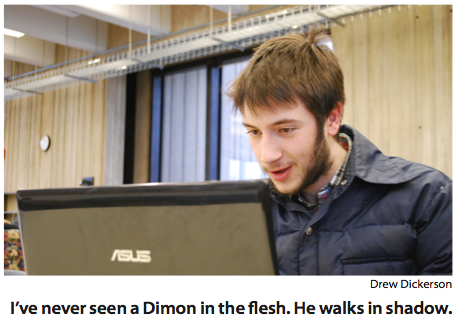 ASUS
Drew Dickerson
I've never seen a Dimon in the flesh. He walks in shadow.